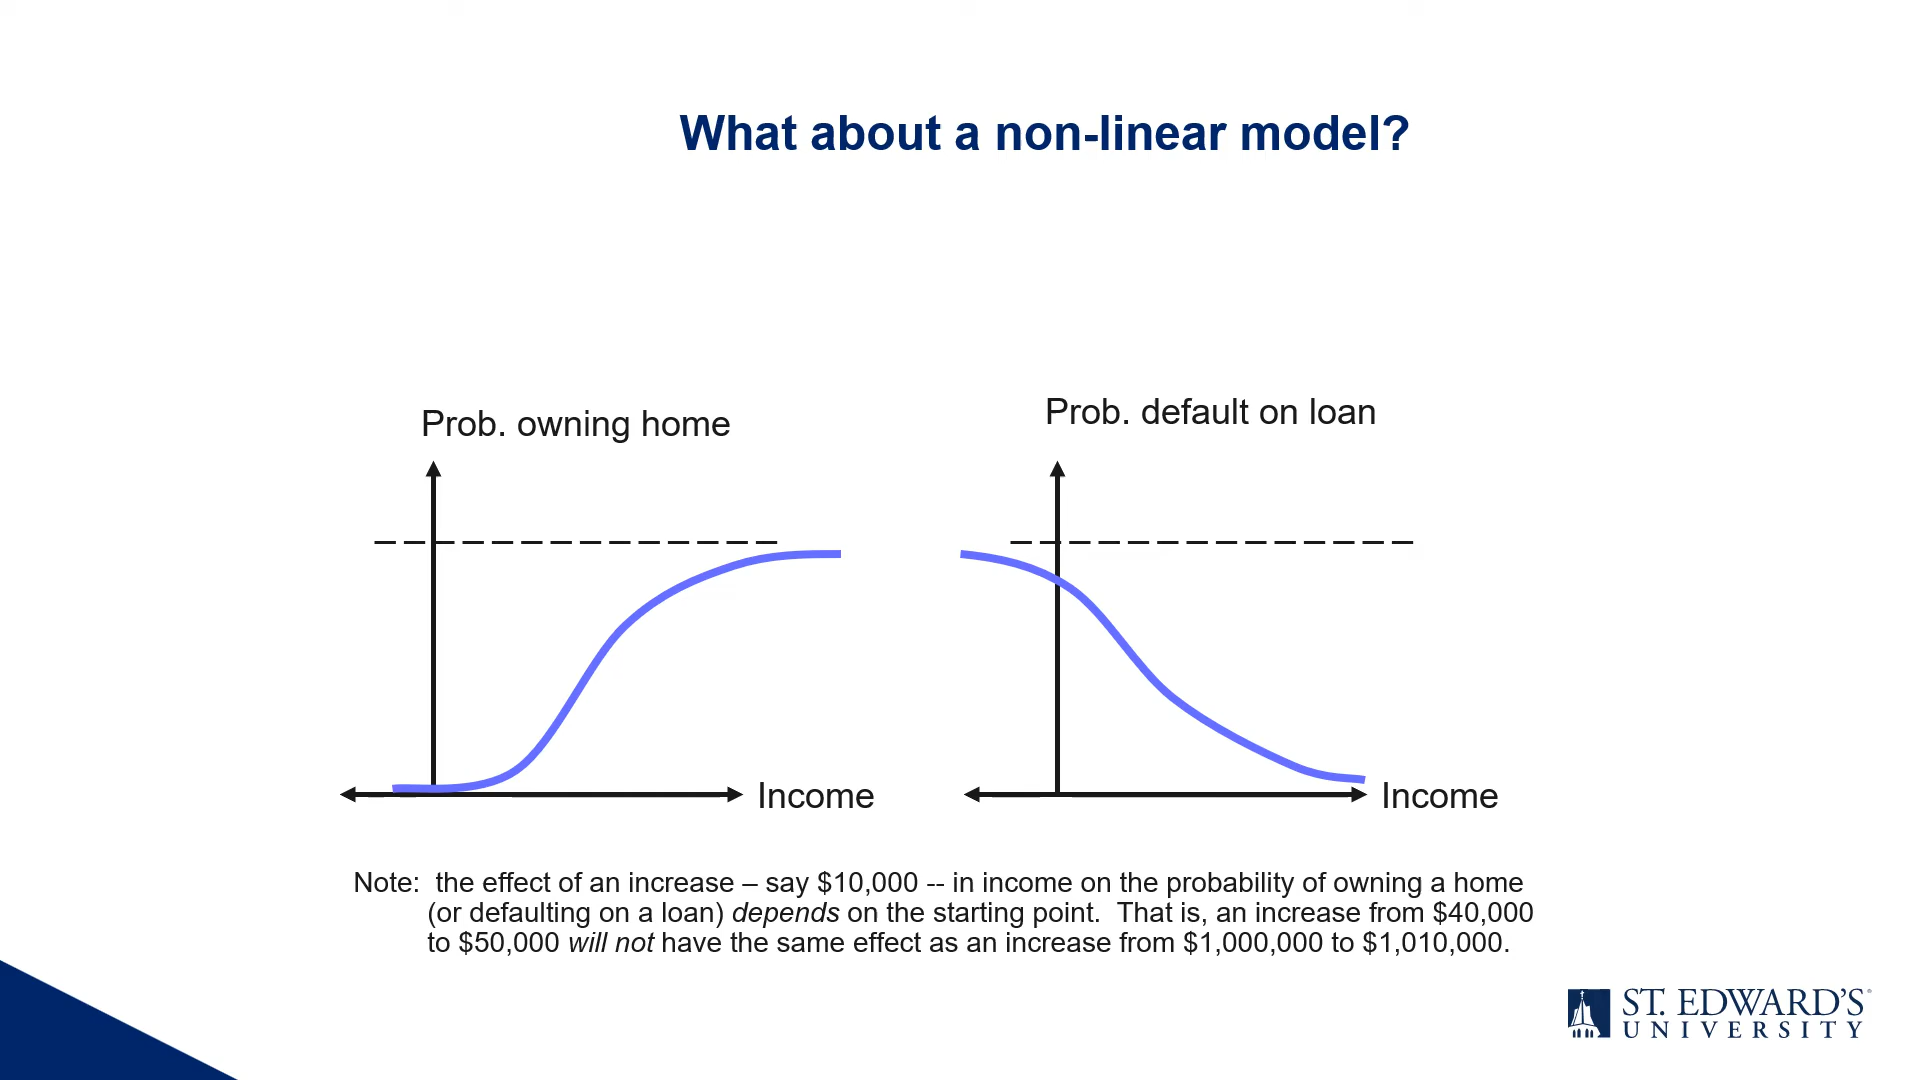 What about a non-linear model?
Prob. owning home
Prob. default on loan
Income
Income
Note:  the effect of an increase – say $10,000 -- in income on the probability of owning a home
(or defaulting on a loan) depends on the starting point.  That is, an increase from $40,000
to $50,000 will not have the same effect as an increase from $1,000,000 to $1,010,000.
ST. EDWARD'S
UNIVERSITY